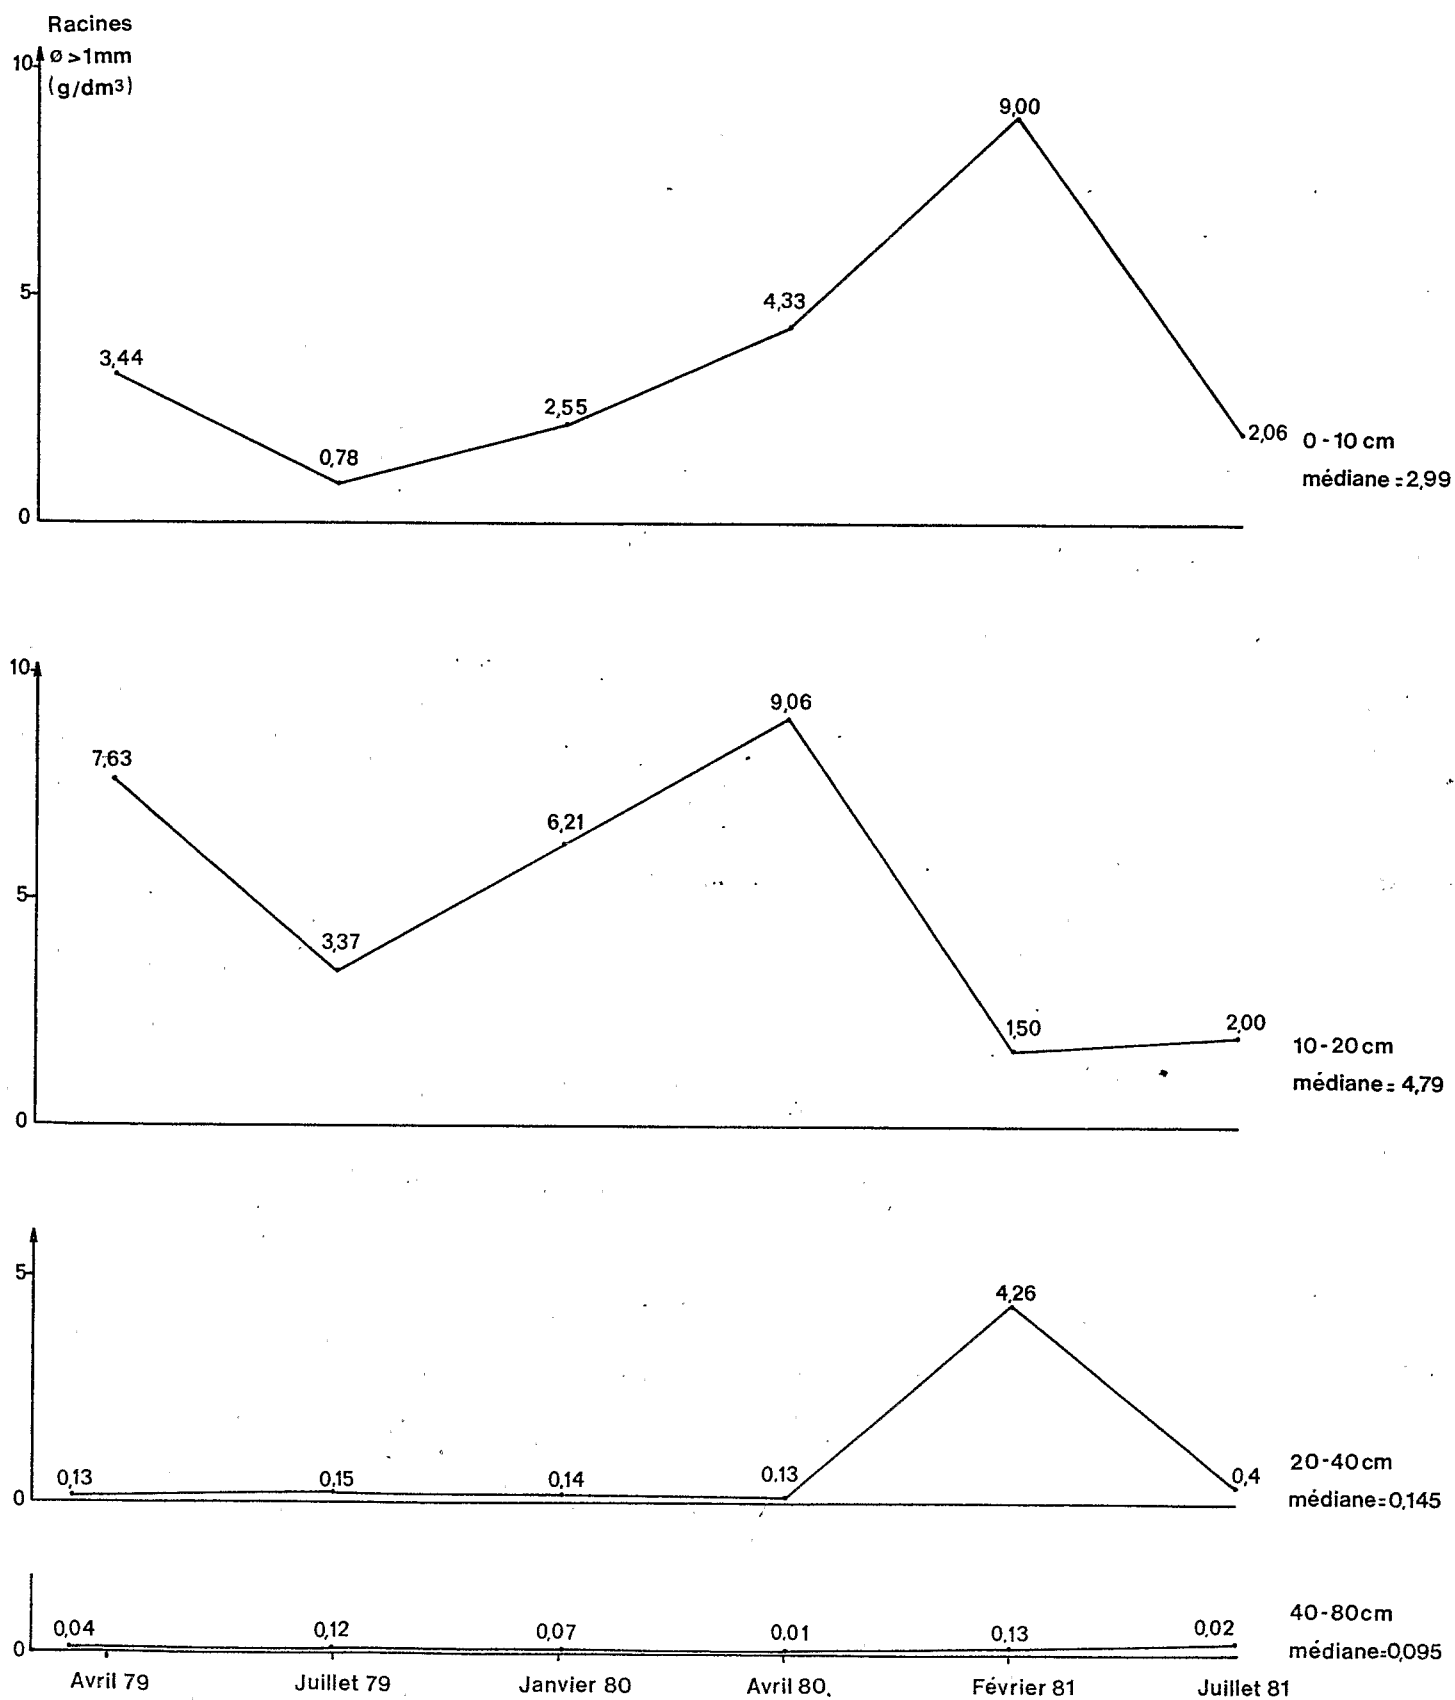 Racines
ø >1mm
(g/dm³)
10
5
0
3,44
0,78
2,55
4,33
9,00
2,06
0-10 cm
médiane = 2,99
10
5
0
7,63
3,37
6,21
9,06
1,50
2,00
10-20 cm
médiane = 4,79
5
0
0,13
0,15
0,14
0.13
4,26
0,4
20-40 cm
médiane = 0,145
0
0,04
0,12
0,07
0,01
0,13
0,02
40-80 cm
médiane = 0,095
Avril 79
Juillet 79
Janvier 80
Avril 80
Février 81
Juillet 81